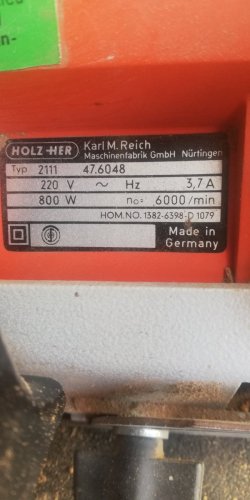 n-
HOLZ-HER Karl M. Reich
Maschinenfabrik GmbH Nürtingen
Typ 2111 47.6048
220 V ~ Hz 3,7 A
800 W n₀= 6000/min
HOM.NO. 1382-6398-D 1079
Made in
Germany